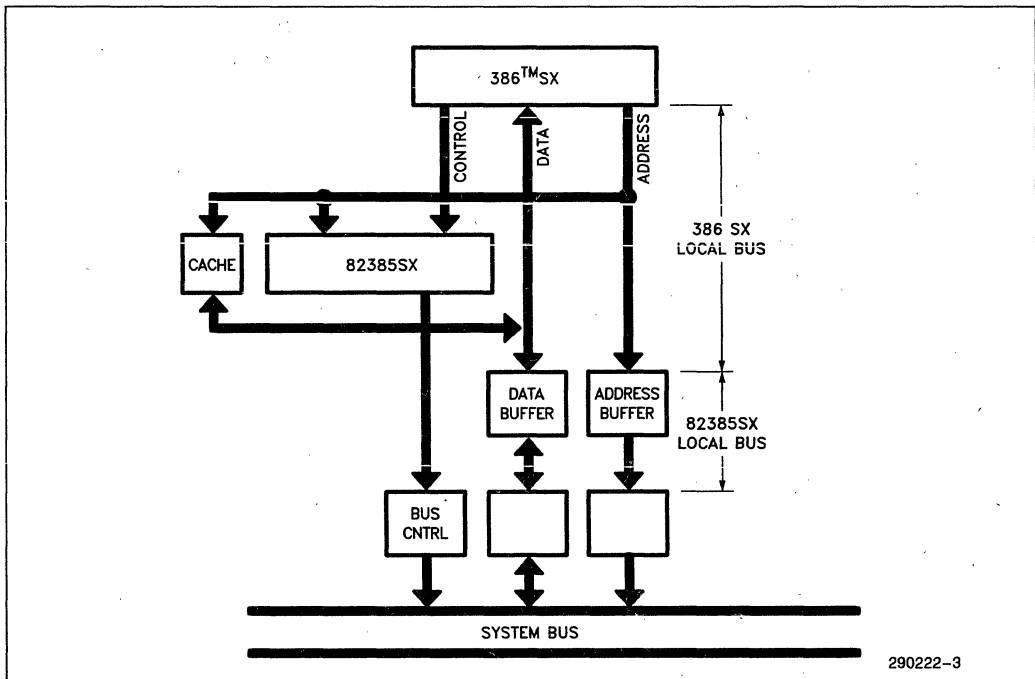 386™SX
CONTROL
DATA
ADDRESS
386 SX
LOCAL BUS
CACHE
82385SX
DATA
BUFFER
ADDRESS
BUFFER
82385SX
LOCAL BUS
BUS
CNTRL
SYSTEM BUS
290222–3